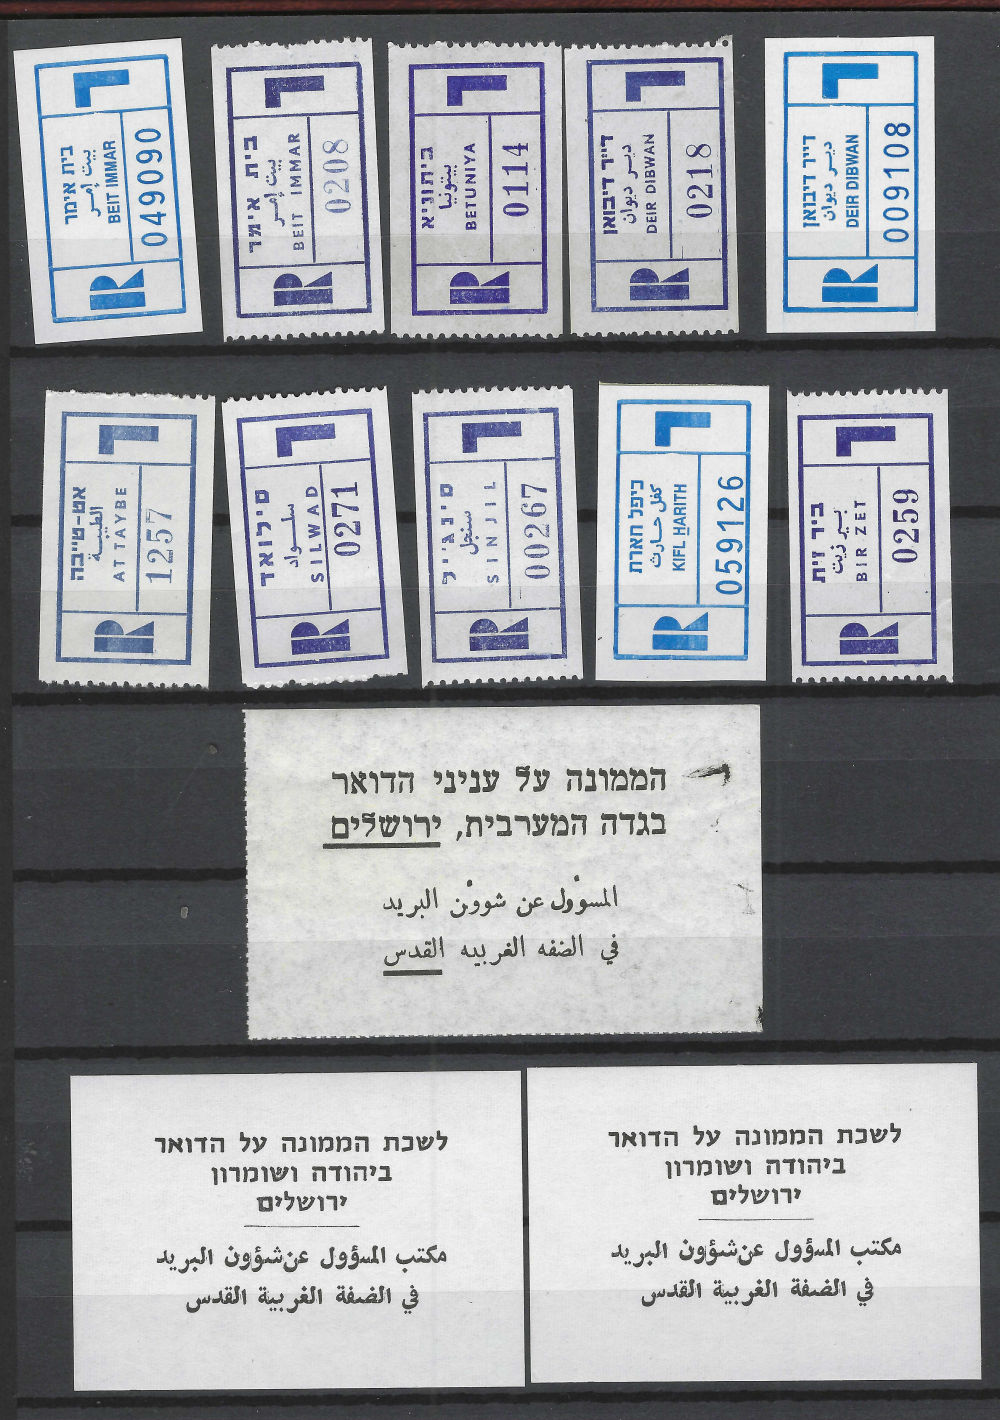 ר
בית אימר
بيت إمر
BEIT IMMAR
049090
R
ר
בית אימר
بيت إمر
BEIT IMMAR
0208
R
ר
ביתוניא
بيتونيا
BETUNIYA
0114
R
ר
דייר דיבואן
دير ديوان
DEIR DIBWAN
0218
R
ר
דייר דיבואן
دير ديوان
DEIR DIBWAN
009108
R
ר
אט-טייבה
الطيبة
AT TAYBE
1257
R
ר
סילואד
سلواد
SILWAD
0271
R
ר
סינג'יל
سنجل
SINJIL
00267
R
ר
כיפל חארת
كفل حارث
KIFL HARITH
059126
R
ר
ביר זית
بير زيت
BIR ZET
0259
R
הממונה על עניני הדואר
בגדה המערבית, ירושלים
المسوٴول عن شووٴن البريد
في الضفه الغربيه القدس
לשכת הממונה על הדואר
ביהודה ושומרון
ירושלים
مكتب المسؤول عن شؤون البريد
في الضفة الغربية القدس
לשכת הממונה על הדואר
ביהודה ושומרון
ירושלים
مكتب المسؤول عن شؤون البريد
في الضفة الغربية القدس